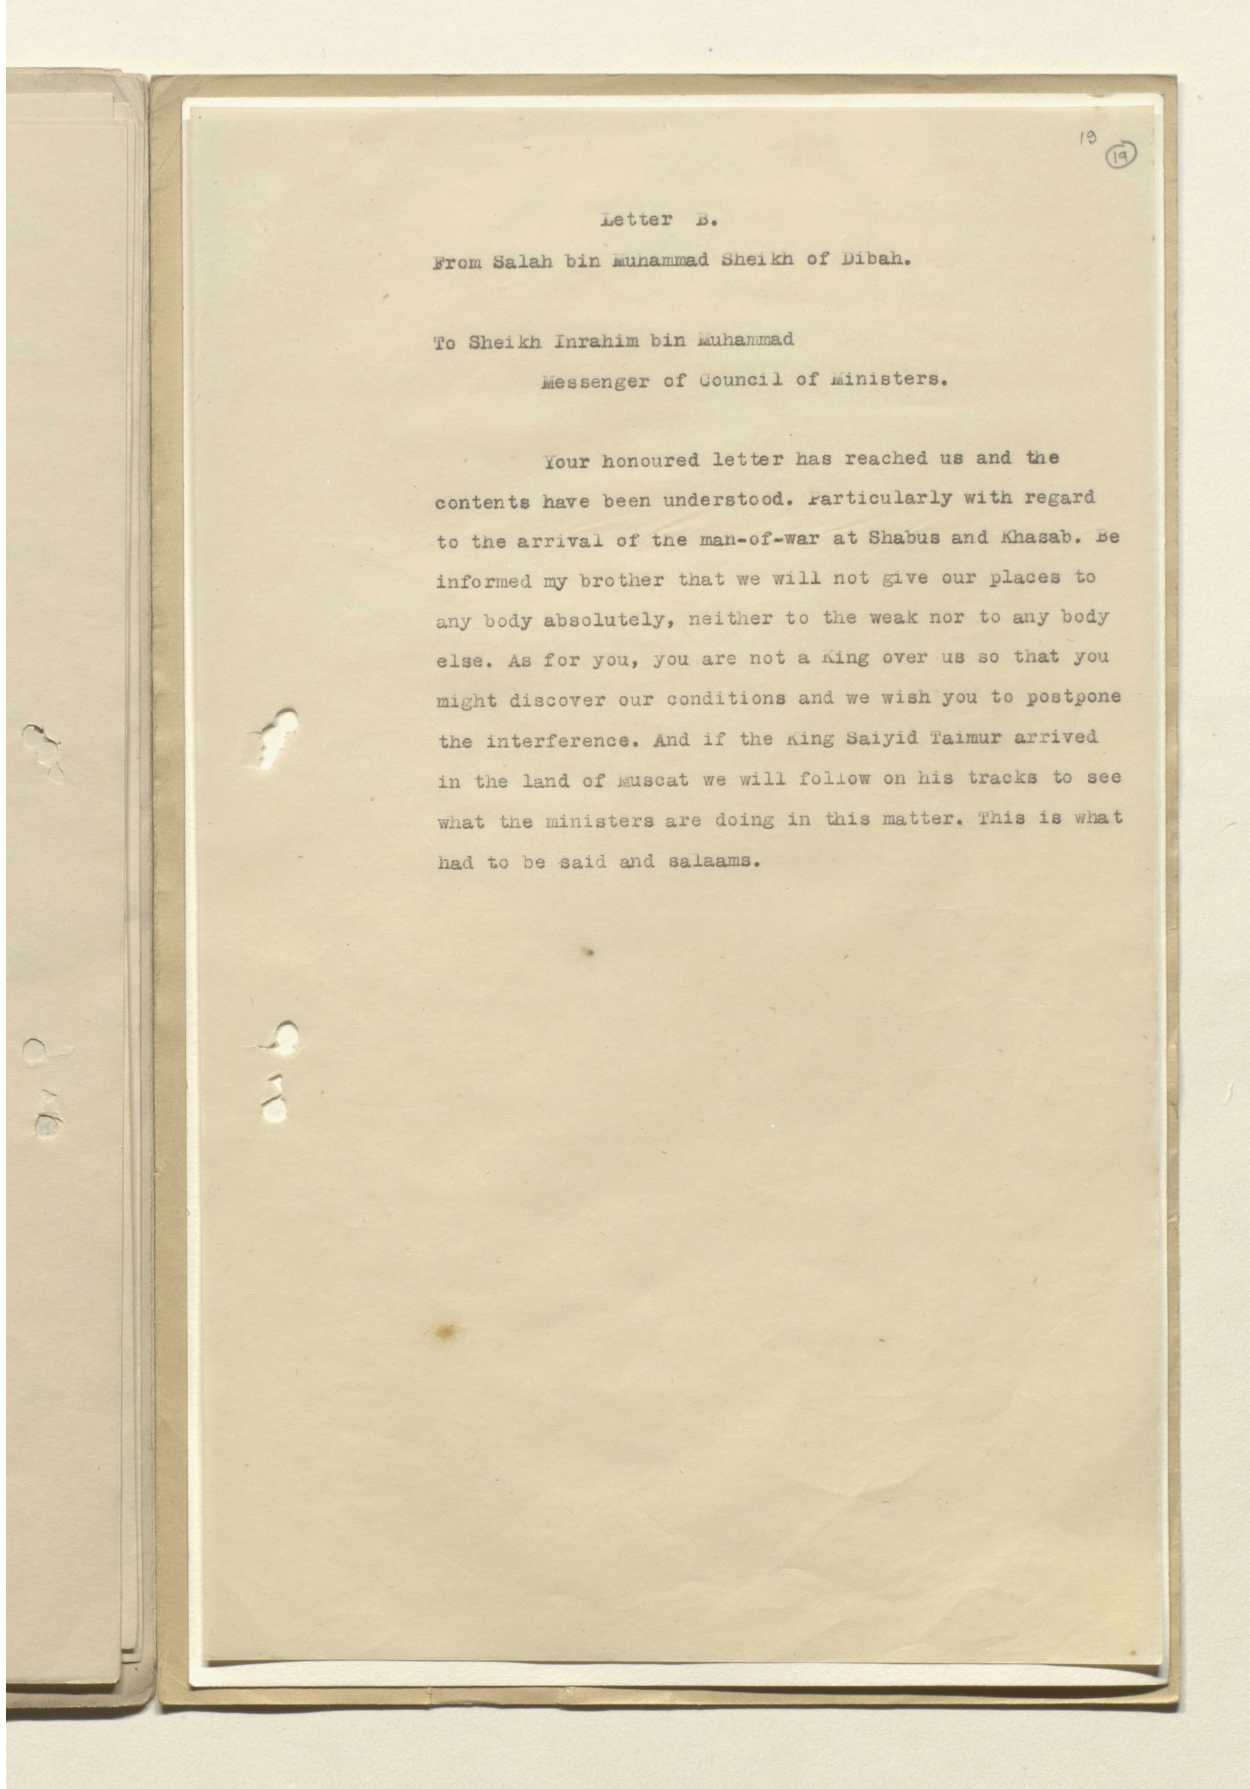 19
19
Letter B.
From Salah bin Muhammad Sheikh of Dibah.
To Sheikh Inrahim bin Muhammad
Messenger of Council of Ministers.
Your honoured letter has reached us and the
contents have been understood. Particularly with regard
to the arrival of the man-of-war at Shabus and Khasab. Be
informed my brother that we will not give our places to
any body absolutely, neither to the weak nor to any body
else. As for you, you are not a King over us so that you
might discover our conditions and we wish you to postpone
the interference. And if the King Saiyid Taimur arrived
in the land of Muscat we will follow on his tracks to see
what the ministers are doing in this matter. This is what
had to be said and salaams.